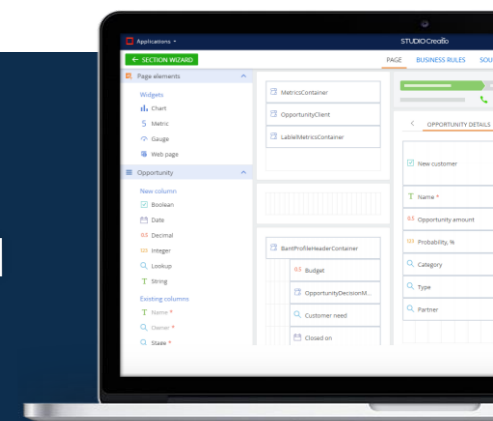 Applications
STUDIO Creatio
SECTION WIZARD
PAGE
BUSINESS RULES
SOU
Page elements
Widgets
Chart
Metric
Gauge
Web page
Opportunity
New column
Boolean
Date
Decimal
Integer
Lookup
String
Existing columns
Name *
Owner *
Stage *
MetricsContainer
OpportunityClient
LabelMetricsContainer
BantProfileHeaderContainer
Budget
OpportunityDecisionM...
Customer need
Closed on
OPPORTUNITY DETAILS
New customer
Name *
Opportunity amount
Probability, %
Category
Type
Partner